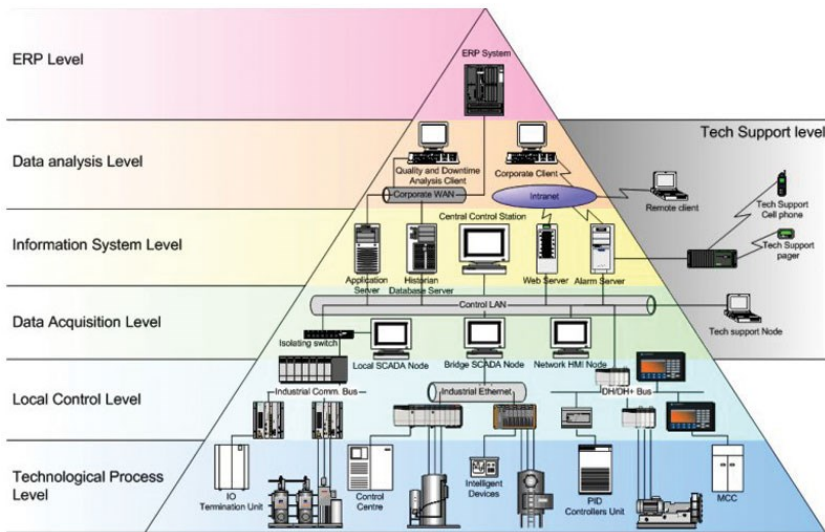 ERP Level
ERP System
Tech Support level
Data analysis Level
Quality and Downtime
Analysis Client
Corporate Client
Corporate WAN
Intranet
Remote client
Tech Support
Cell phone
Information System Level
Central Control Station
Application
Server
Historian
Database Server
Web Server
Alarm Server
Tech Support
pager
Control LAN
Data Acquisition Level
Isolating switch
Local SCADA Node
Bridge SCADA Node
Network HMI Node
Tech support Node
Local Control Level
Industrial Comm. Bus
Industrial Ethernet
DH/DH+ Bus
Technological Process
Level
IO
Termination Unit
Control
Centre
Intelligent
Devices
PID
Controllers Unit
MCC